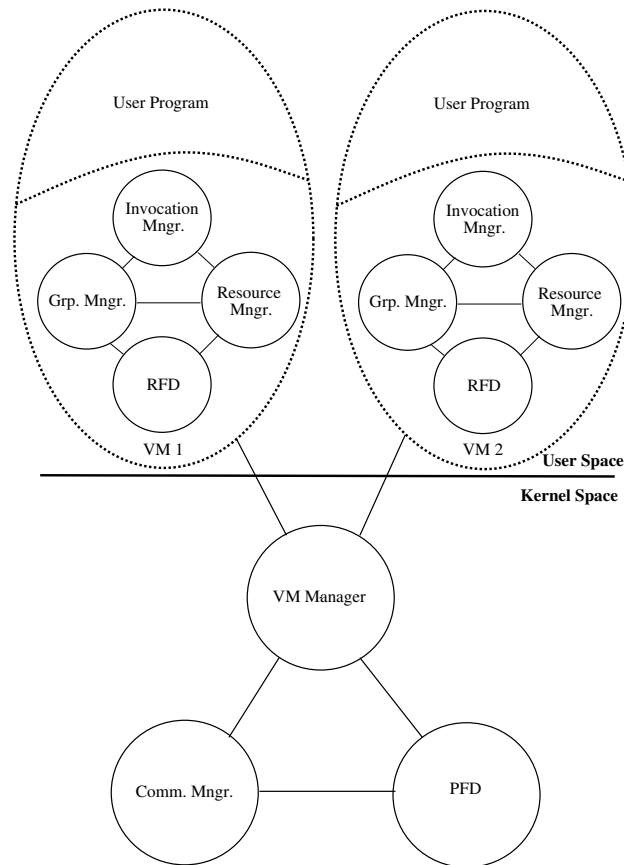 User Program
User Program
Invocation
Mngr.
Invocation
Mngr.
Grp. Mngr.
Resource
Mngr.
Grp. Mngr.
Resource
Mngr.
RFD
RFD
VM 1
VM 2
User Space
Kernel Space
VM Manager
Comm. Mngr.
PFD